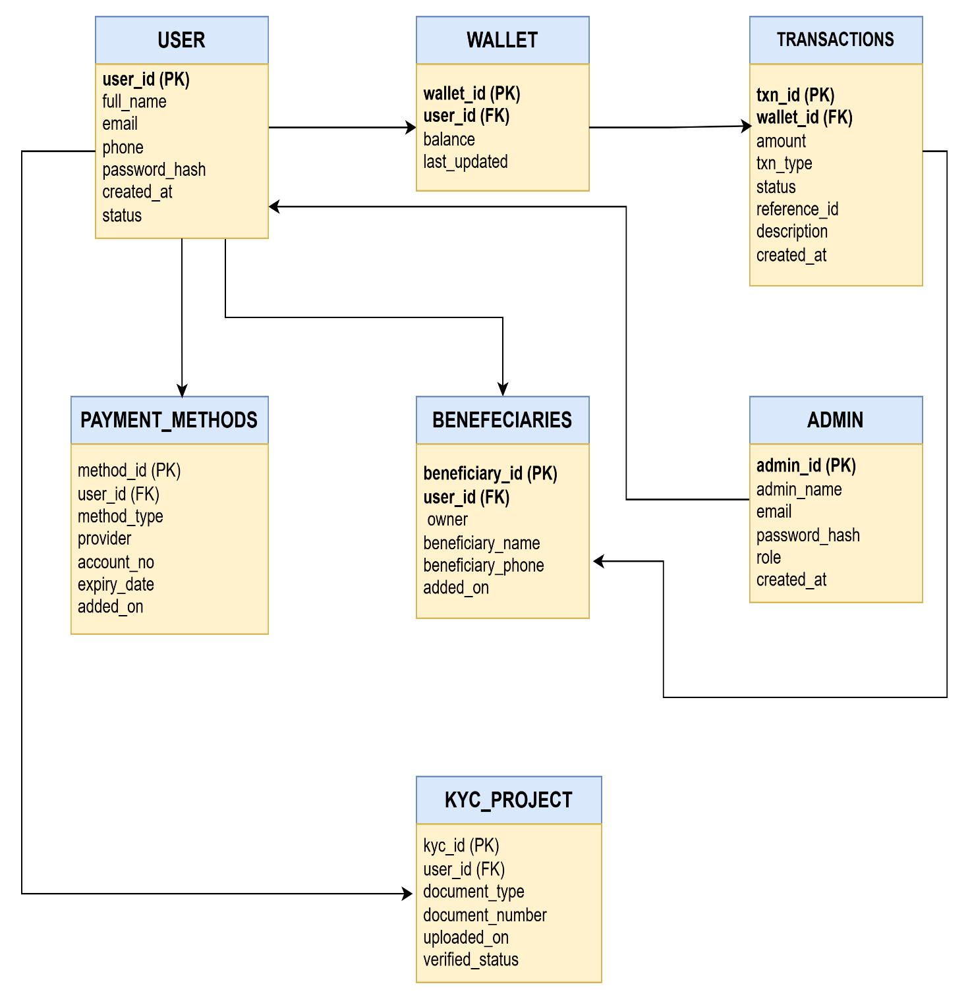 USER
user_id (PK)
full_name
email
phone
password_hash
created_at
status
WALLET
wallet_id (PK)
user_id (FK)
balance
last_updated
TRANSACTIONS
txn_id (PK)
wallet_id (FK)
amount
txn_type
status
reference_id
description
created_at
PAYMENT_METHODS
method_id (PK)
user_id (FK)
method_type
provider
account_no
expiry_date
added_on
BENEFECIARIES
beneficiary_id (PK)
user_id (FK)
owner
beneficiary_name
beneficiary_phone
added_on
ADMIN
admin_id (PK)
admin_name
email
password_hash
role
created_at
KYC_PROJECT
kyc_id (PK)
user_id (FK)
document_type
document_number
uploaded_on
verified_status